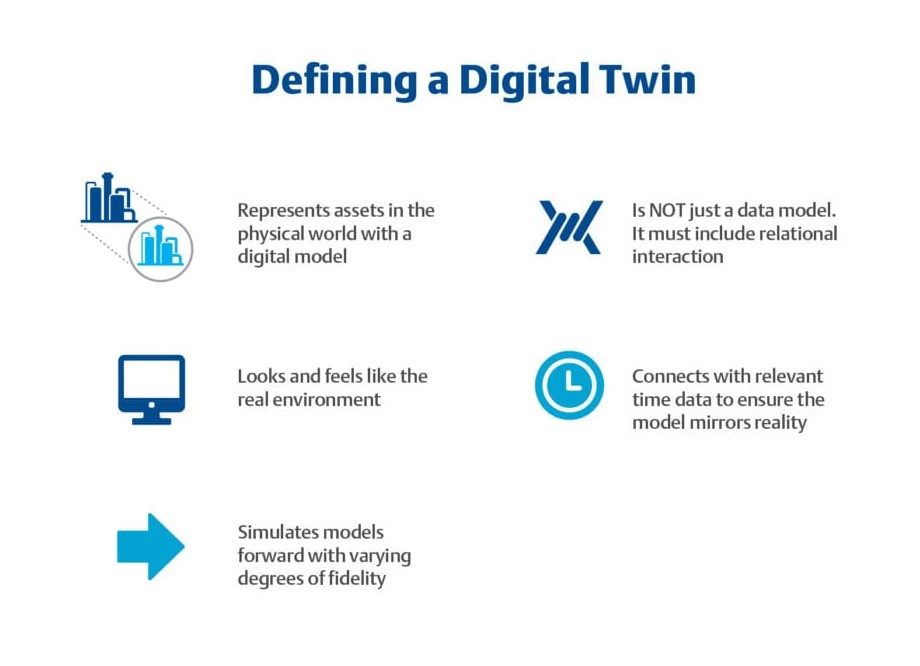 Defining a Digital Twin
Represents assets in the
physical world with a
digital model
Is NOT just a data model.
It must include relational
interaction
Looks and feels like the
real environment
Connects with relevant
time data to ensure the
model mirrors reality
Simulates models
forward with varying
degrees of fidelity